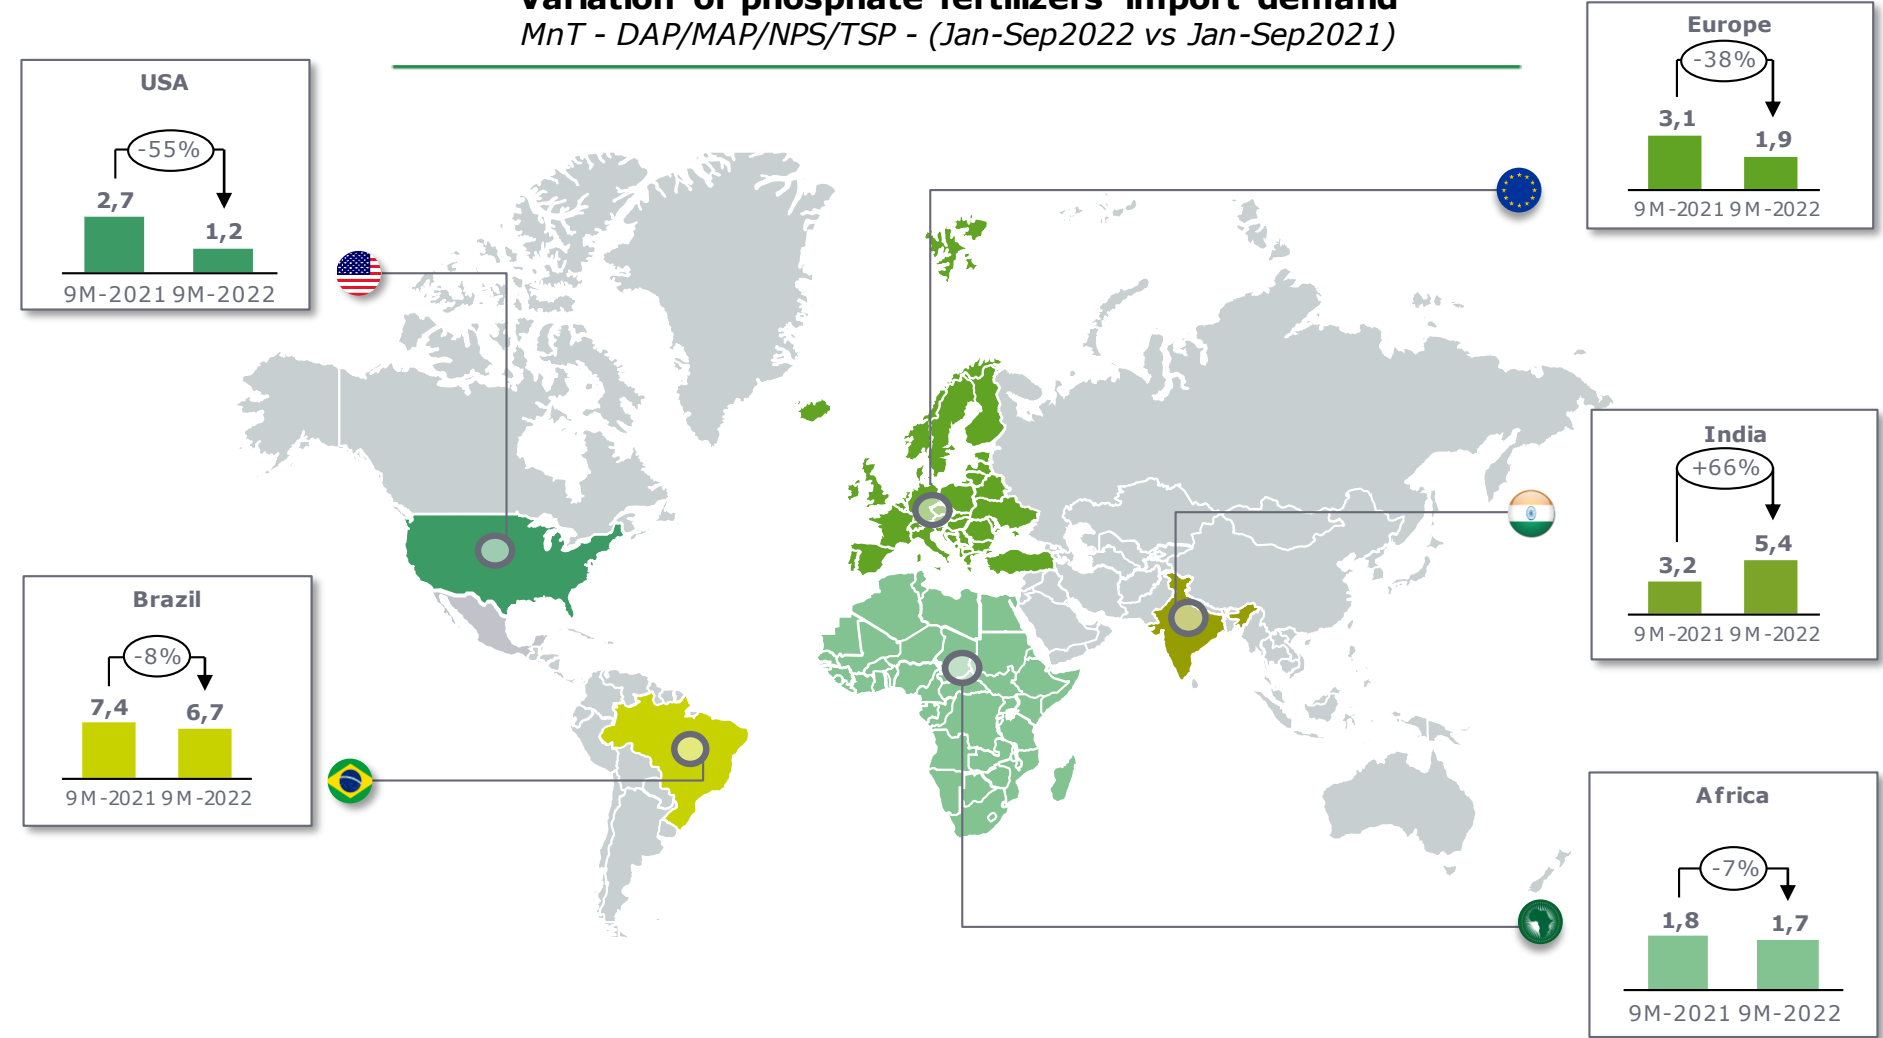 Variation of phosphate fertilizers' import demand
MnT - DAP/MAP/NPS/TSP - (Jan-Sep2022 vs Jan-Sep2021)
USA
-55%
2,7
1,2
9M-2021 9M-2022
Europe
-38%
3,1
1,9
9M-2021 9M-2022
India
+66%
3,2
5,4
9M-2021 9M-2022
Brazil
-8%
7,4
6,7
9M-2021 9M-2022
Africa
-7%
1,8
1,7
9M-2021 9M-2022